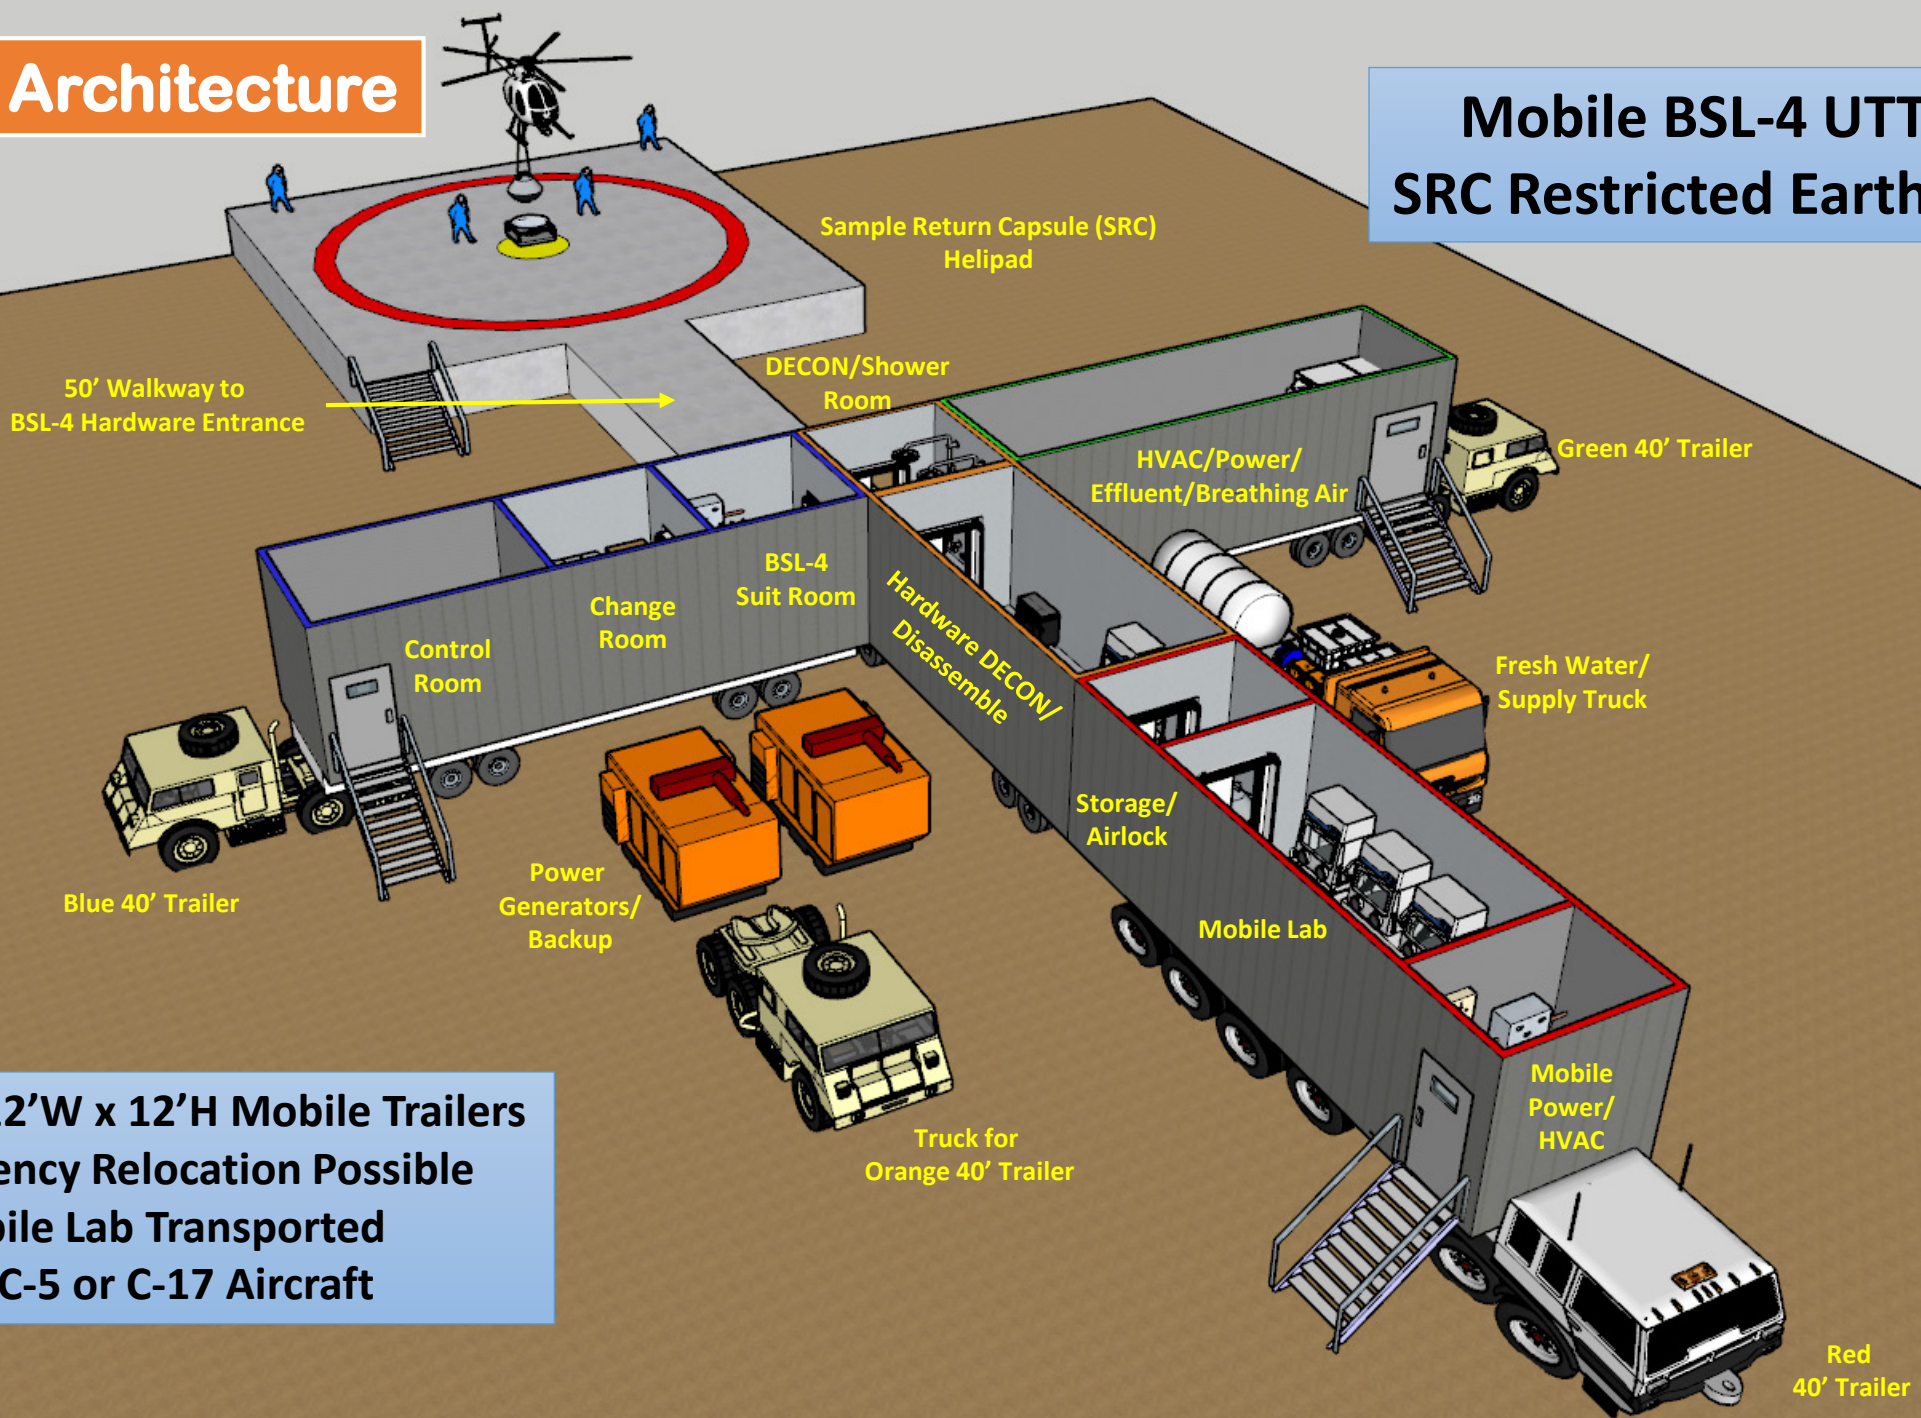 Architecture
Mobile BSL-4 UTT
SRC Restricted Earth
Sample Return Capsule (SRC)
Helipad
50’ Walkway to
BSL-4 Hardware Entrance
DECON/Shower
Room
HVAC/Power/
Effluent/Breathing Air
Green 40’ Trailer
BSL-4
Suit Room
Change
Room
Control
Room
Hardware DECON/
Disassemble
Fresh Water/
Supply Truck
Storage/
Airlock
Blue 40’ Trailer
Power
Generators/
Backup
Mobile Lab
Mobile
Power/
HVAC
Truck for
Orange 40’ Trailer
2’W x 12’H Mobile Trailers
ency Relocation Possible
bile Lab Transported
C-5 or C-17 Aircraft
Red
40’ Trailer